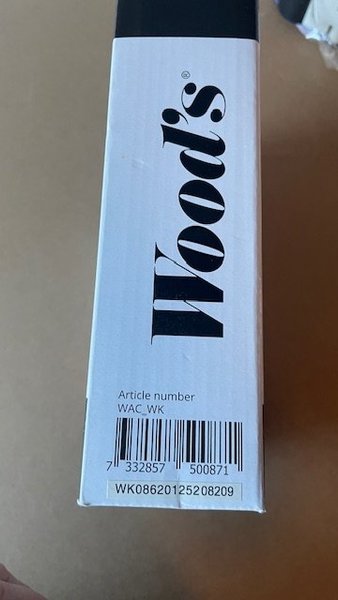 Wood's®
Article number
WAC_WK
7 332857 500871
WK08620125208209